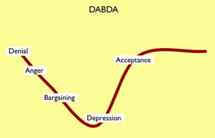 DABDA
Denial
Anger
Bargaining
Depression
Acceptance